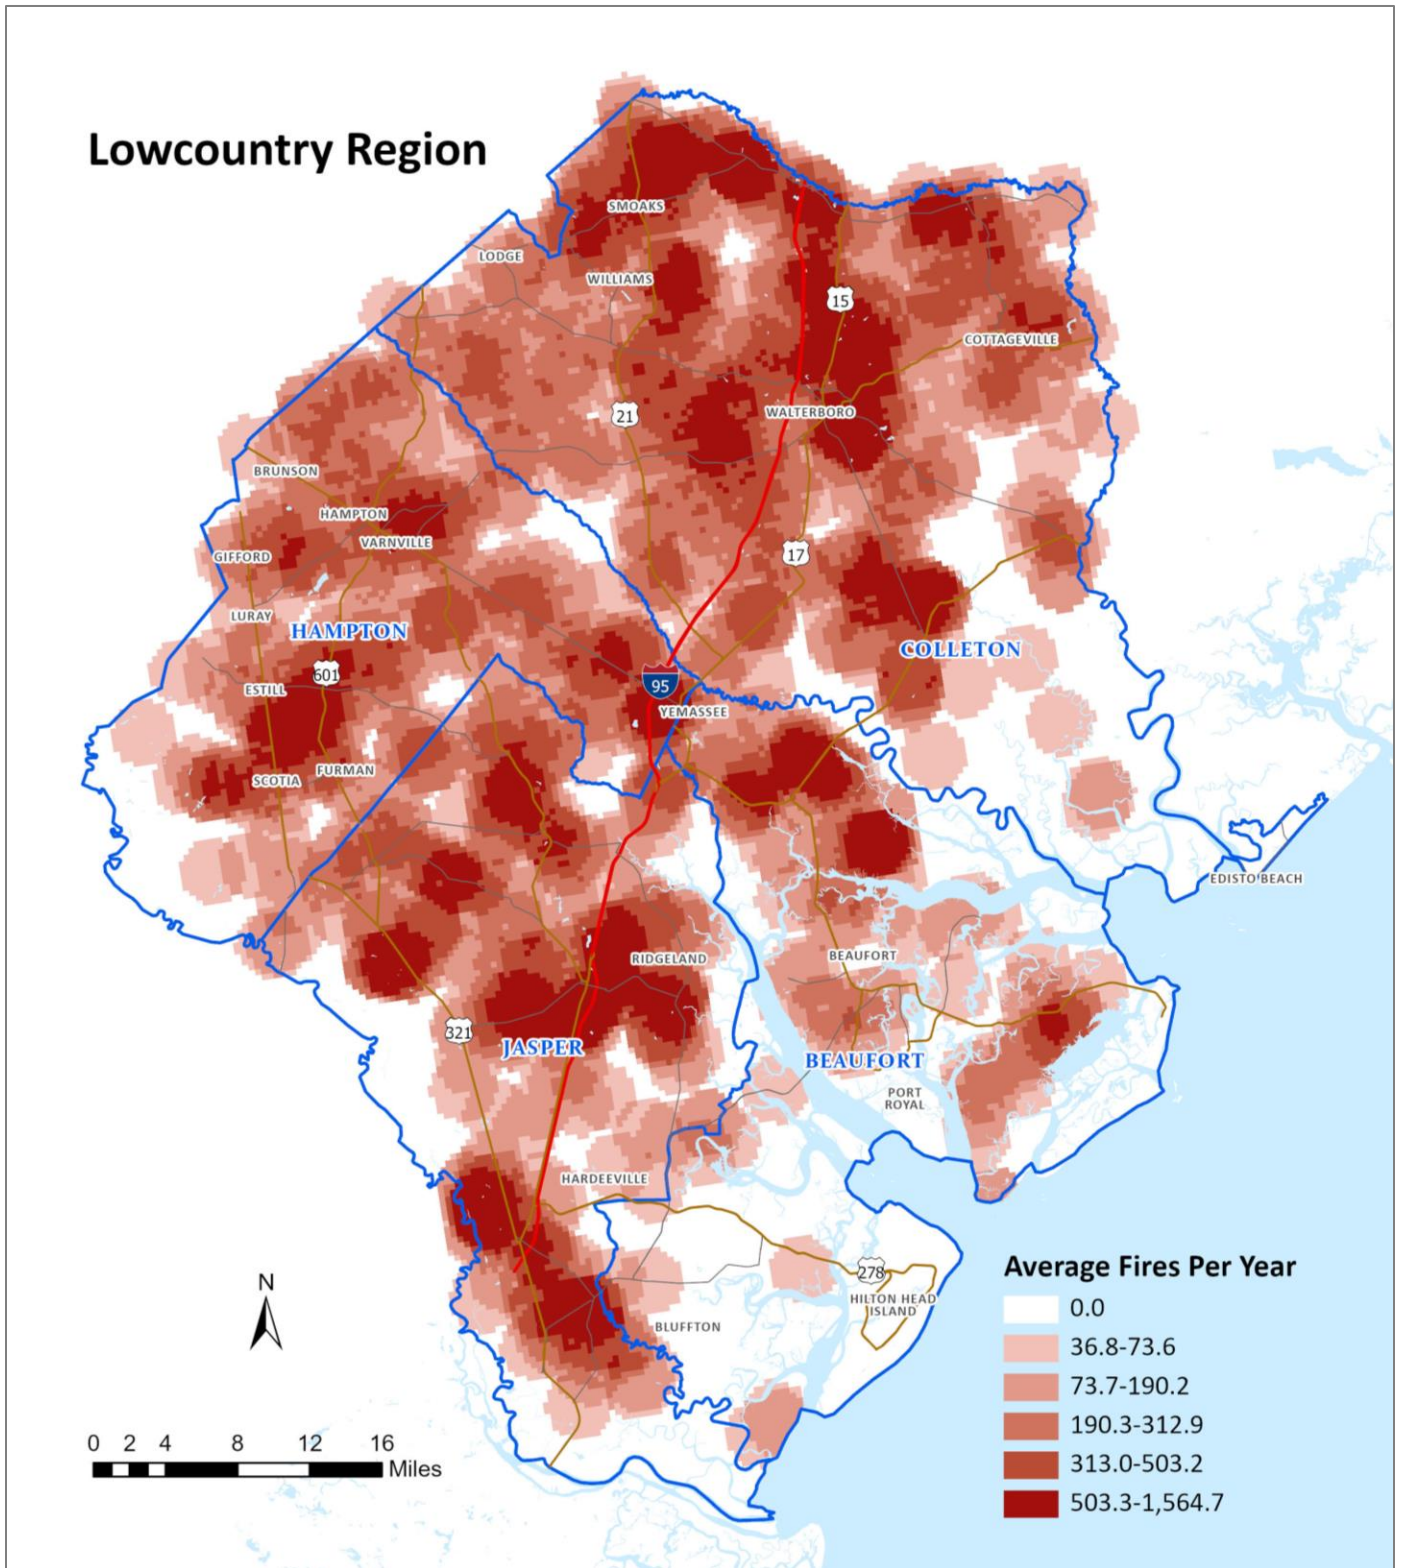 Lowcountry Region
SMOAKS
LODGE
WILLIAMS
15
COTTAGEVILLE
21
WALTERBORO
BRUNSON
HAMPTON
VARNVILLE
GIFFORD
17
LURAY
HAMPTON
COLLETON
601
ESTILL
95
YEMASSEE
SCOTIA
FURMAN
EDISTO BEACH
RIDGELAND
BEAUFORT
321
JASPER
BEAUFORT
PORT
ROYAL
HARDEEVILLE
278
HILTON HEAD
ISLAND
BLUFFTON
N
0 2 4 8 12 16
Miles
Average Fires Per Year
0.0
36.8-73.6
73.7-190.2
190.3-312.9
313.0-503.2
503.3-1,564.7